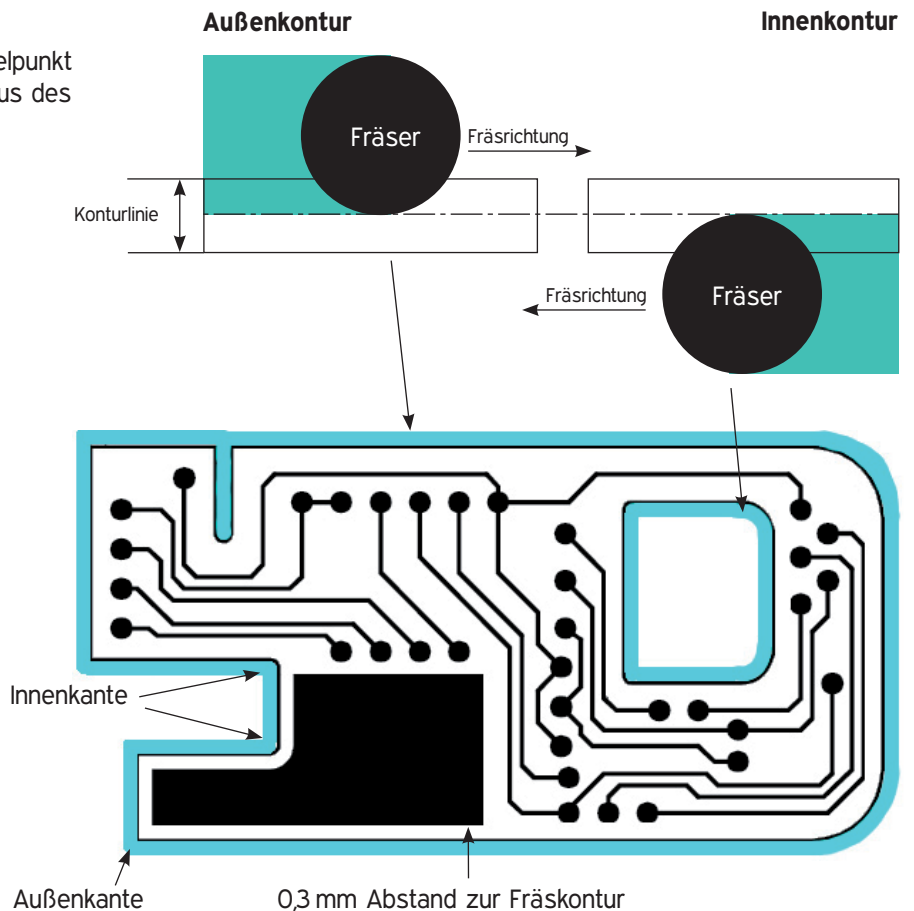 Außenkontur
Innenkontur
elpunkt
us des
Fräser
Fräsrichtung
Konturlinie
Fräsrichtung
Fräser
Innenkante
Außenkante
0,3 mm Abstand zur Fräskontur